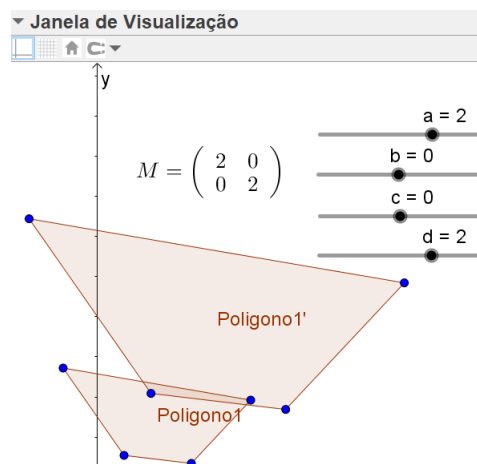 Janela de Visualização
y
a = 2
b = 0
M = ( 2 0
0 2 )
c = 0
d = 2
Poligono1'
Poligono1